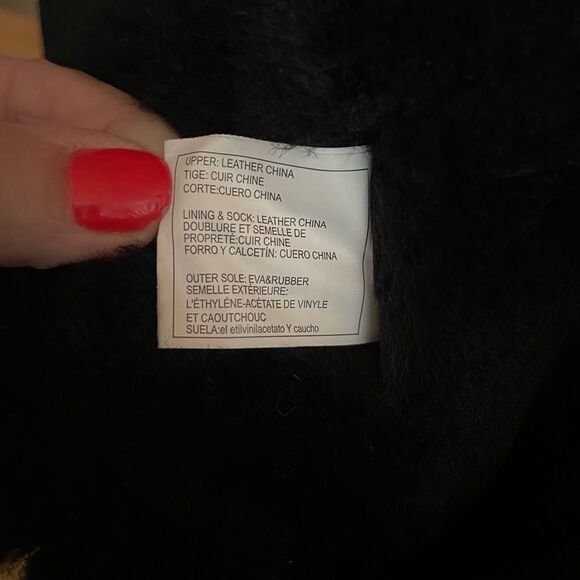 UPPER: LEATHER CHINA
TIGE: CUIR CHINE
CORTE:CUERO CHINA
LINING & SOCK: LEATHER CHINA
DOUBLURE ET SEMELLE DE
PROPRETÉ:CUIR CHINE
FORRO Y CALCETÍN: CUERO CHINA
OUTER SOLE: EVA&RUBBER
SEMELLE EXTÉRIEURE:
L'ÉTHYLÉNE-ACÉTATE DE VINYLE
ET CAOUTCHOUC
SUELA:el etilvinilacetato Y caucho